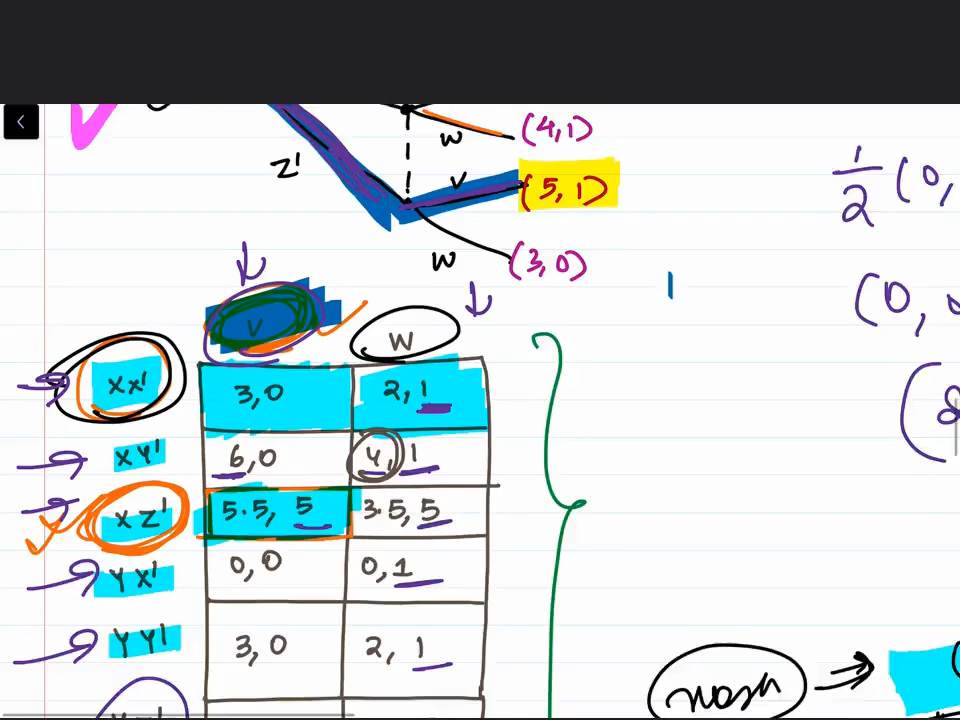 w (4,1)
z'
v (5,1)
w (3,0)
1/2 (0,
(0,
v w
xx' 3,0 2,1
xy' 6,0 4,1
xz' 5.5, 5 3.5, 5
yx' 0,0 0,1
yy' 3,0 2,1